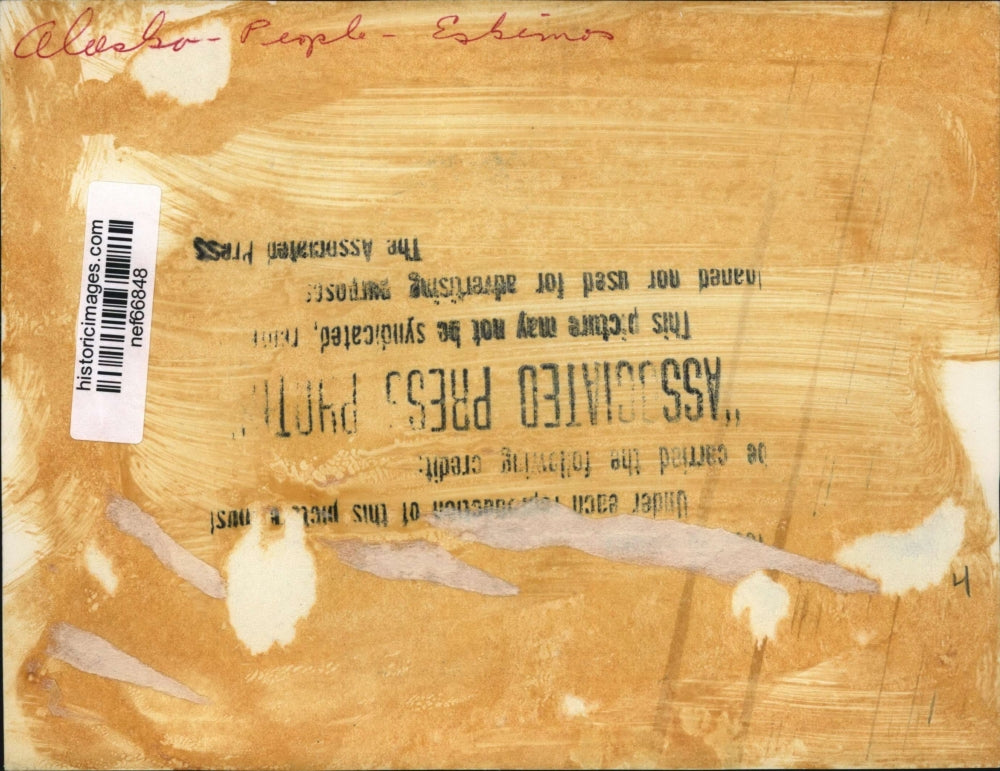 Alaska - People - Eskimos
historicimages.com
nef66848
Under each reproduction of this picture must
be carried the following credit:
"ASSOCIATED PRESS PHOTO"
This picture may not be syndicated,
loaned nor used for advertising purposes
The Associated Press
4